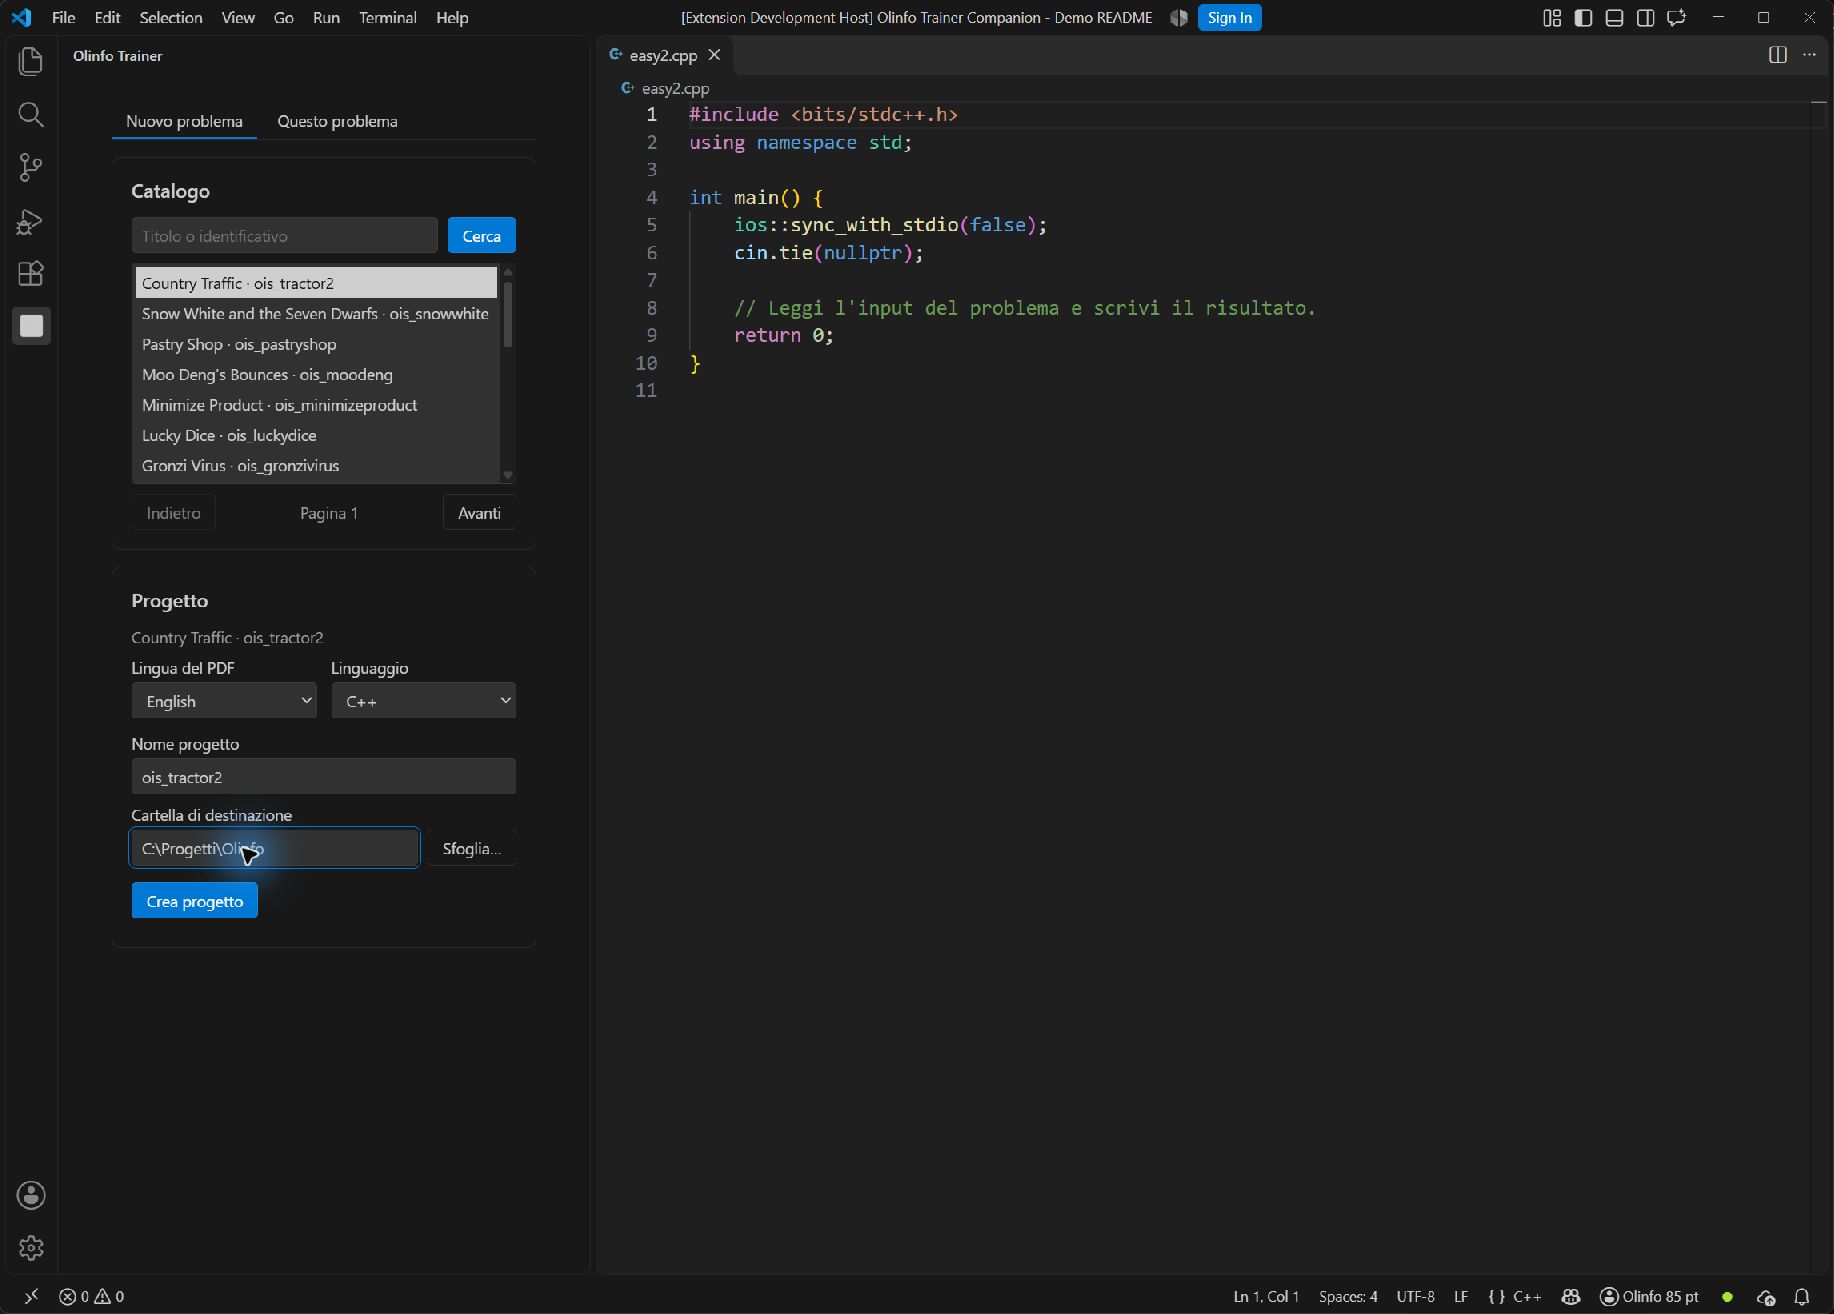 File Edit Selection View Go Run Terminal Help
[Extension Development Host] Olinfo Trainer Companion - Demo README
Sign In
Olinfo Trainer
Nuovo problema
Questo problema
Catalogo
Titolo o identificativo
Cerca
Country Traffic · ois_tractor2
Snow White and the Seven Dwarfs · ois_snowwhite
Pastry Shop · ois_pastryshop
Moo Deng's Bounces · ois_moodeng
Minimize Product · ois_minimizeproduct
Lucky Dice · ois_luckydice
Gronzi Virus · ois_gronzivirus
Indietro
Pagina 1
Avanti
Progetto
Country Traffic · ois_tractor2
Lingua del PDF
Linguaggio
English
C++
Nome progetto
ois_tractor2
Cartella di destinazione
C:\Progetti\Olinfo
Sfoglia...
Crea progetto
easy2.cpp
easy2.cpp
1 #include <bits/stdc++.h>
2 using namespace std;
3
4 int main() {
5 ios::sync_with_stdio(false);
6 cin.tie(nullptr);
7
8 // Leggi l'input del problema e scrivi il risultato.
9 return 0;
10 }
11
0 0
Ln 1, Col 1
Spaces: 4
UTF-8
LF
{ } C++
Olinfo 85 pt